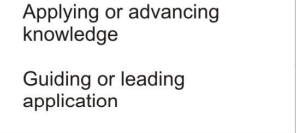 Applying or advancing
knowledge
Guiding or leading
application